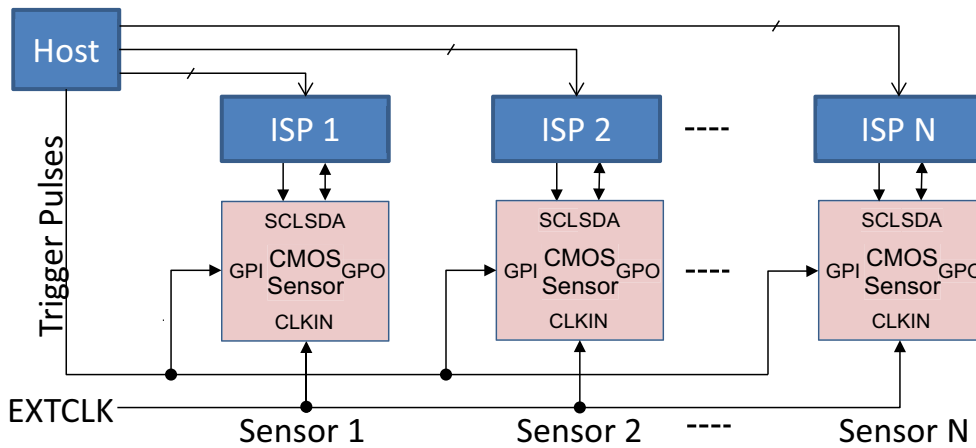 Host
ISP 1
ISP 2
ISP N
Trigger Pulses
SCLSDA
SCLSDA
SCLSDA
GPI
CMOS
Sensor
GPO
GPI
CMOS
Sensor
GPO
GPI
CMOS
Sensor
GPO
CLKIN
CLKIN
CLKIN
EXTCLK
Sensor 1
Sensor 2
Sensor N